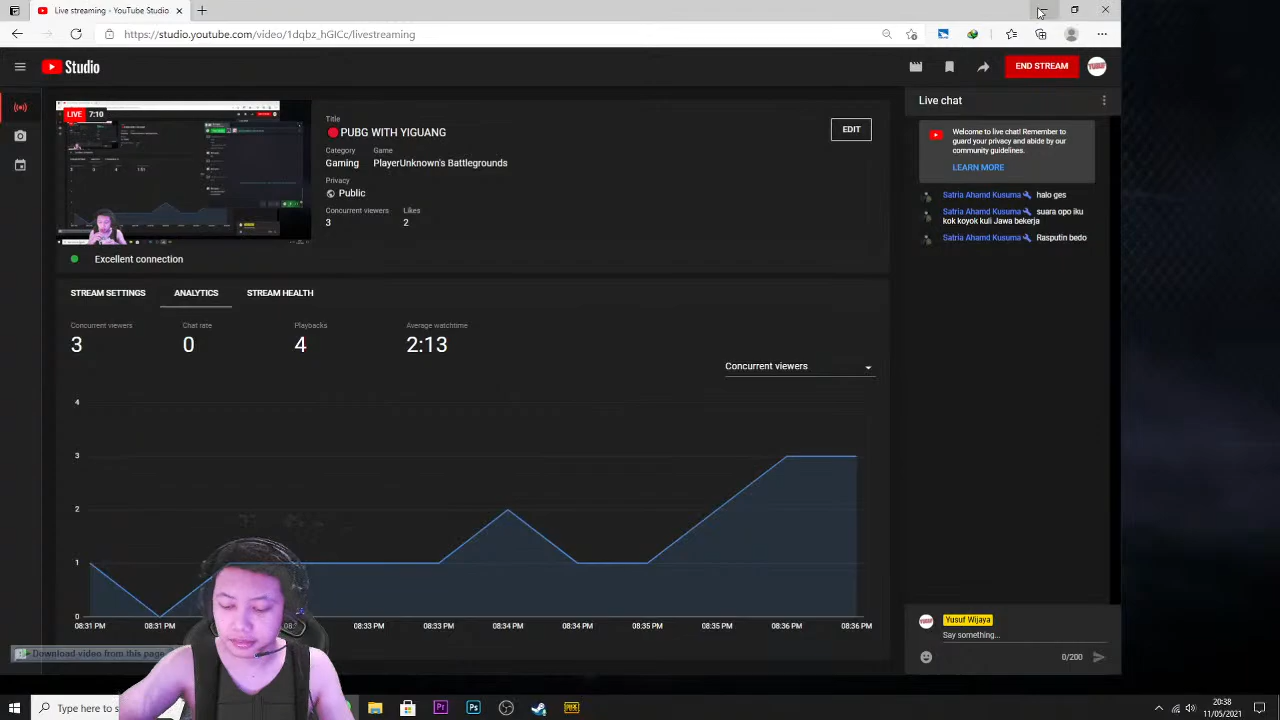 Live streaming - YouTube Studio
https://studio.youtube.com/video/1dqbz_hGICc/livestreaming
Studio
END STREAM
YUSUF
LIVE 7:10
Title
PUBG WITH YIGUANG
EDIT
Category Game
Gaming PlayerUnknown's Battlegrounds
Privacy
Public
Concurrent viewers Likes
3 2
Excellent connection
STREAM SETTINGS ANALYTICS STREAM HEALTH
Concurrent viewers Chat rate Playbacks Average watchtime
3 0 4 2:13
Concurrent viewers
4
3
2
1
0
08:31 PM 08:31 PM 08:33 PM 08:33 PM 08:34 PM 08:34 PM 08:35 PM 08:35 PM 08:36 PM 08:36 PM
Download video from this page
Live chat
Welcome to live chat! Remember to
guard your privacy and abide by our
community guidelines.
LEARN MORE
Satria Ahamd Kusuma halo ges
Satria Ahamd Kusuma suara opo iku
kok koyok kuli Jawa bekerja
Satria Ahamd Kusuma Rasputin bedo
Yusuf Wijaya
Say something...
0/200
Type here to
Pr
Ps
20:38
11/05/2021